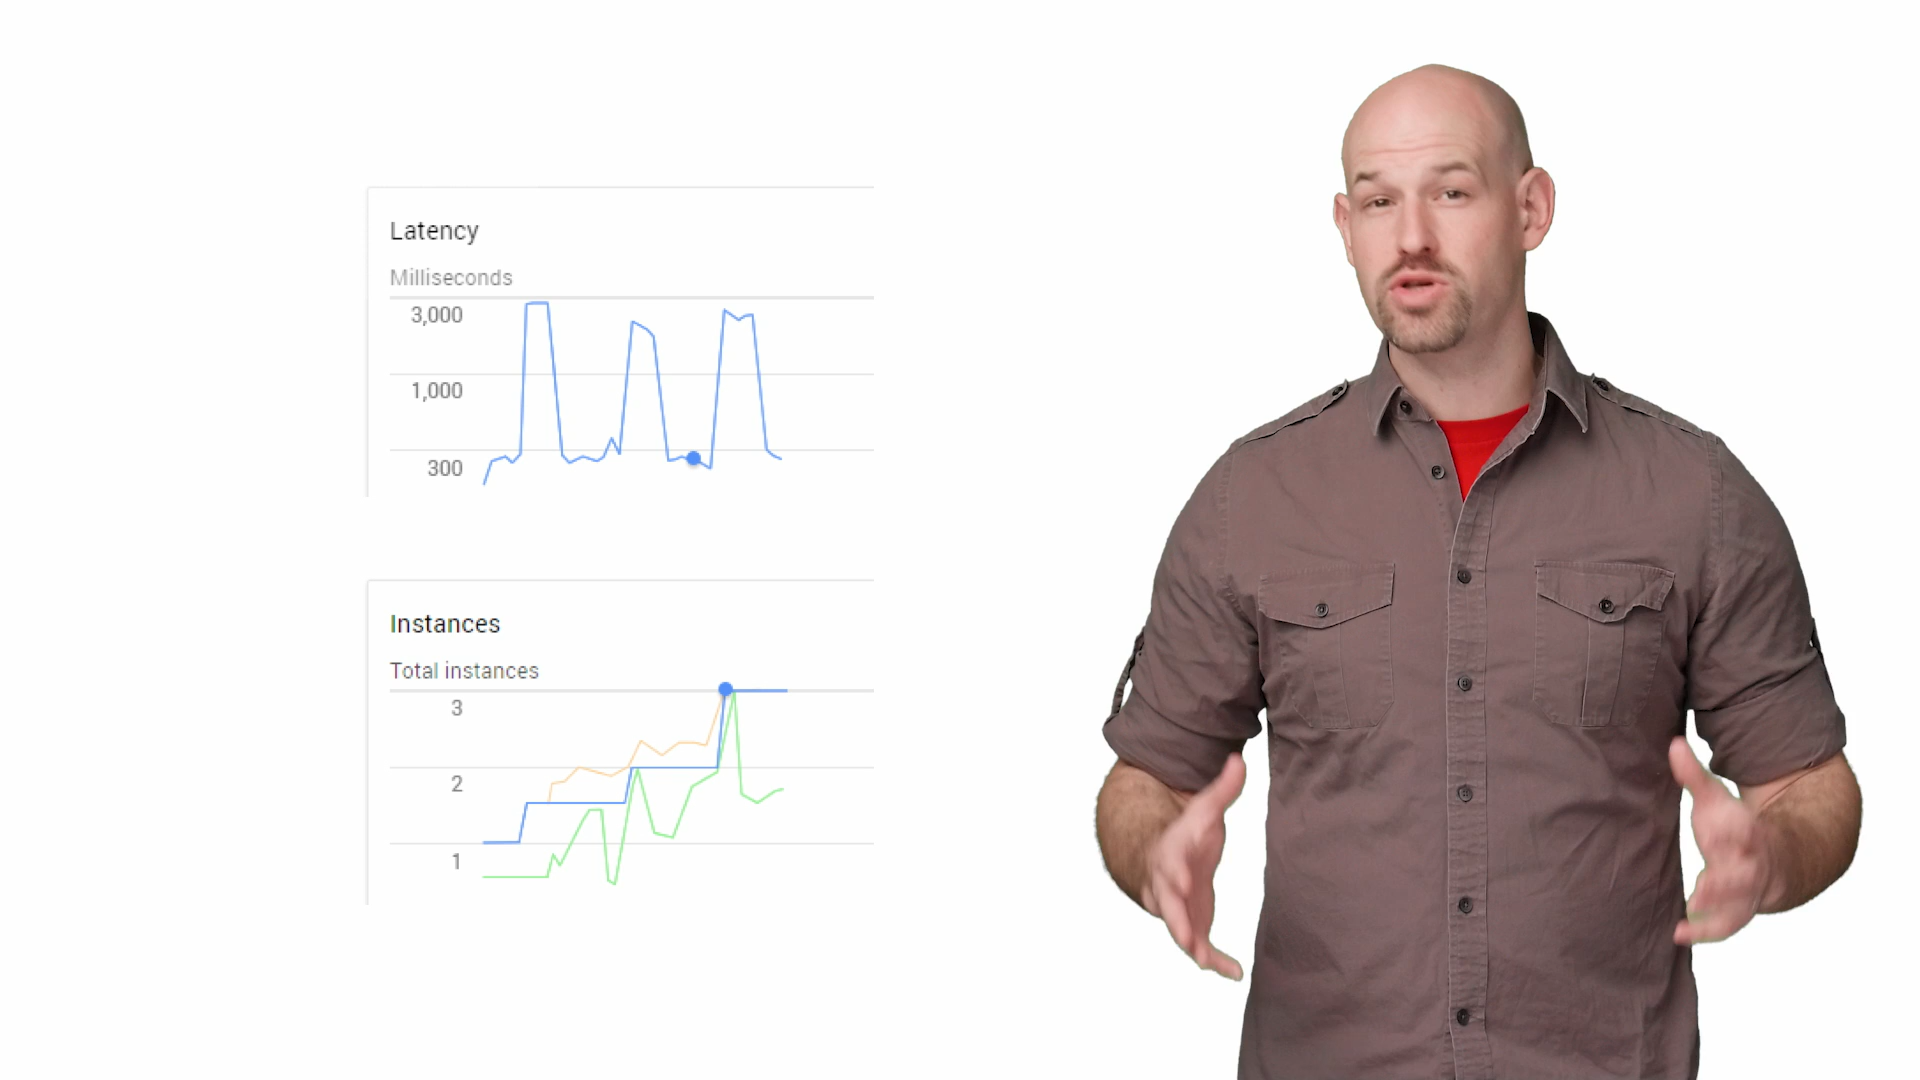 Latency
Milliseconds
3,000
1,000
300
Instances
Total instances
3
2
1